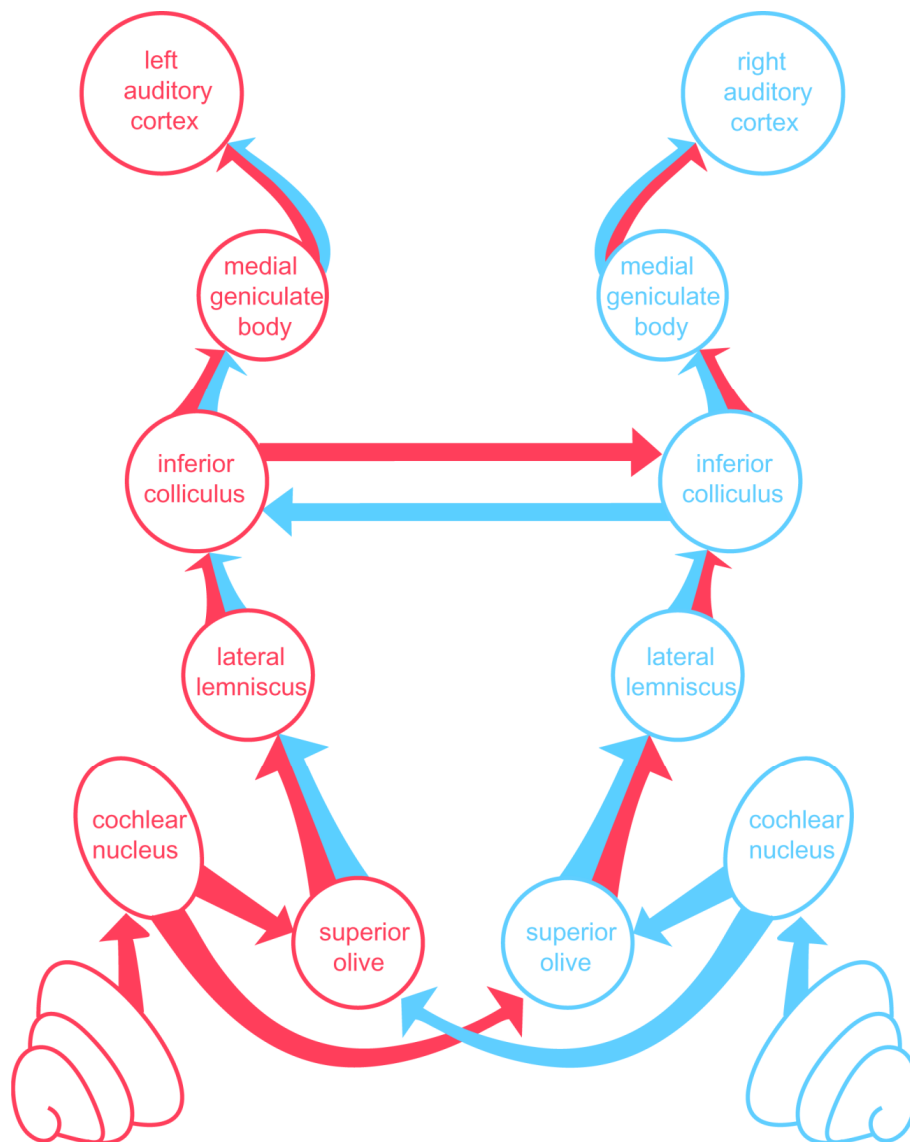 left
auditory
cortex
right
auditory
cortex
medial
geniculate
body
medial
geniculate
body
inferior
colliculus
inferior
colliculus
lateral
lemniscus
lateral
lemniscus
cochlear
nucleus
cochlear
nucleus
superior
olive
superior
olive